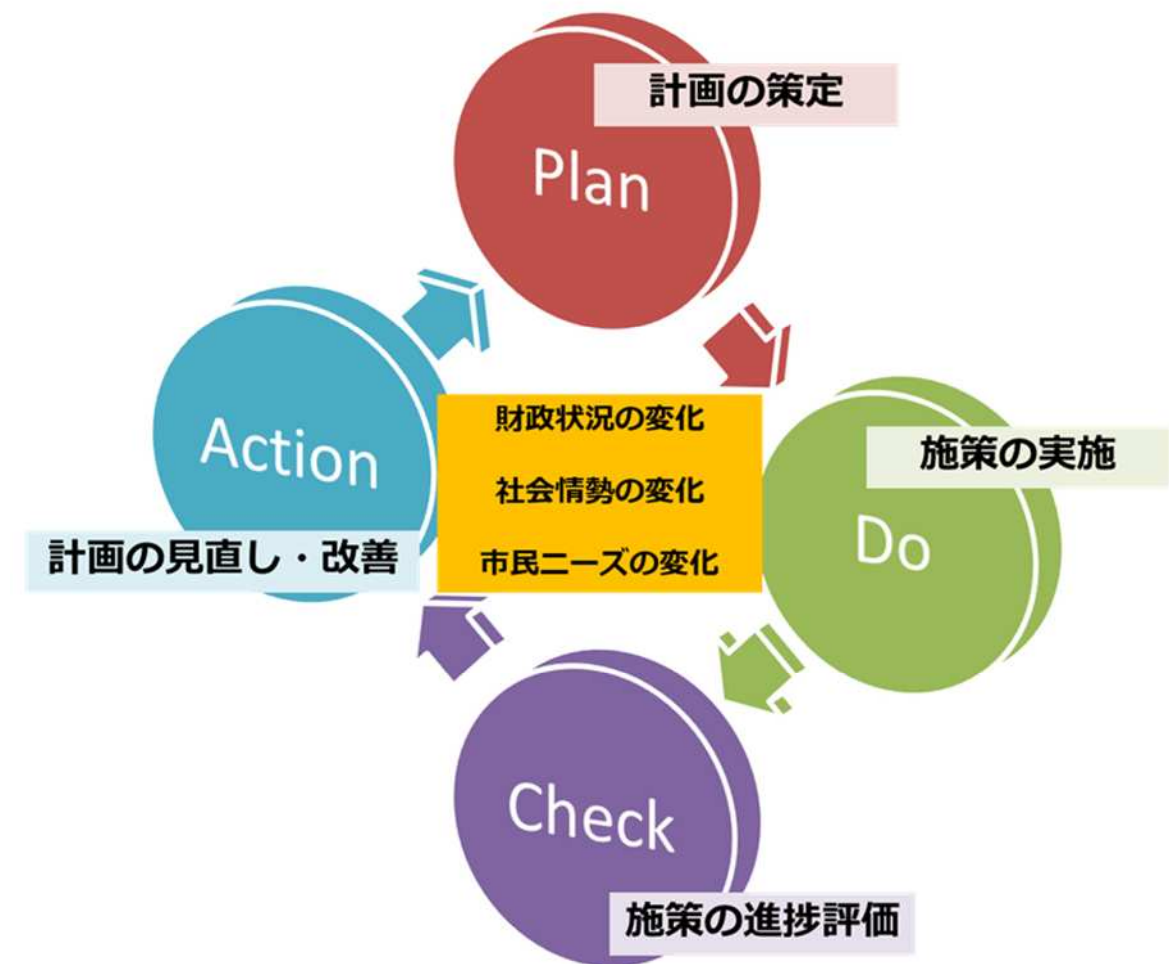 計画の策定
Plan
Action
財政状況の変化
施策の実施
社会情勢の変化
Do
計画の見直し・改善
市民ニーズの変化
Check
施策の進捗評価